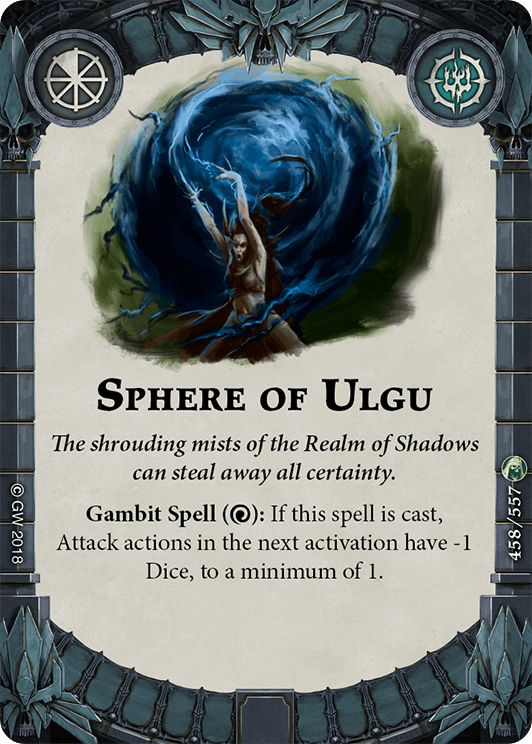 SPHERE OF ULGU
The shrouding mists of the Realm of Shadows
can steal away all certainty.
Gambit Spell (): If this spell is cast,
Attack actions in the next activation have -1
Dice, to a minimum of 1.
© GW 2018
458/557